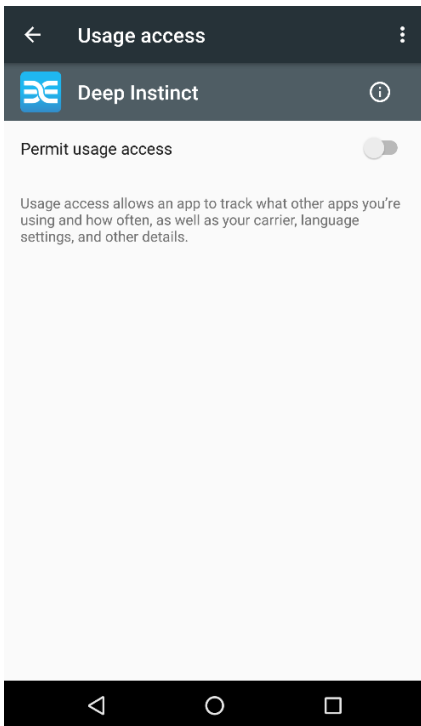 Usage access
Deep Instinct
Permit usage access
Usage access allows an app to track what other apps you're
using and how often, as well as your carrier, language
settings, and other details.